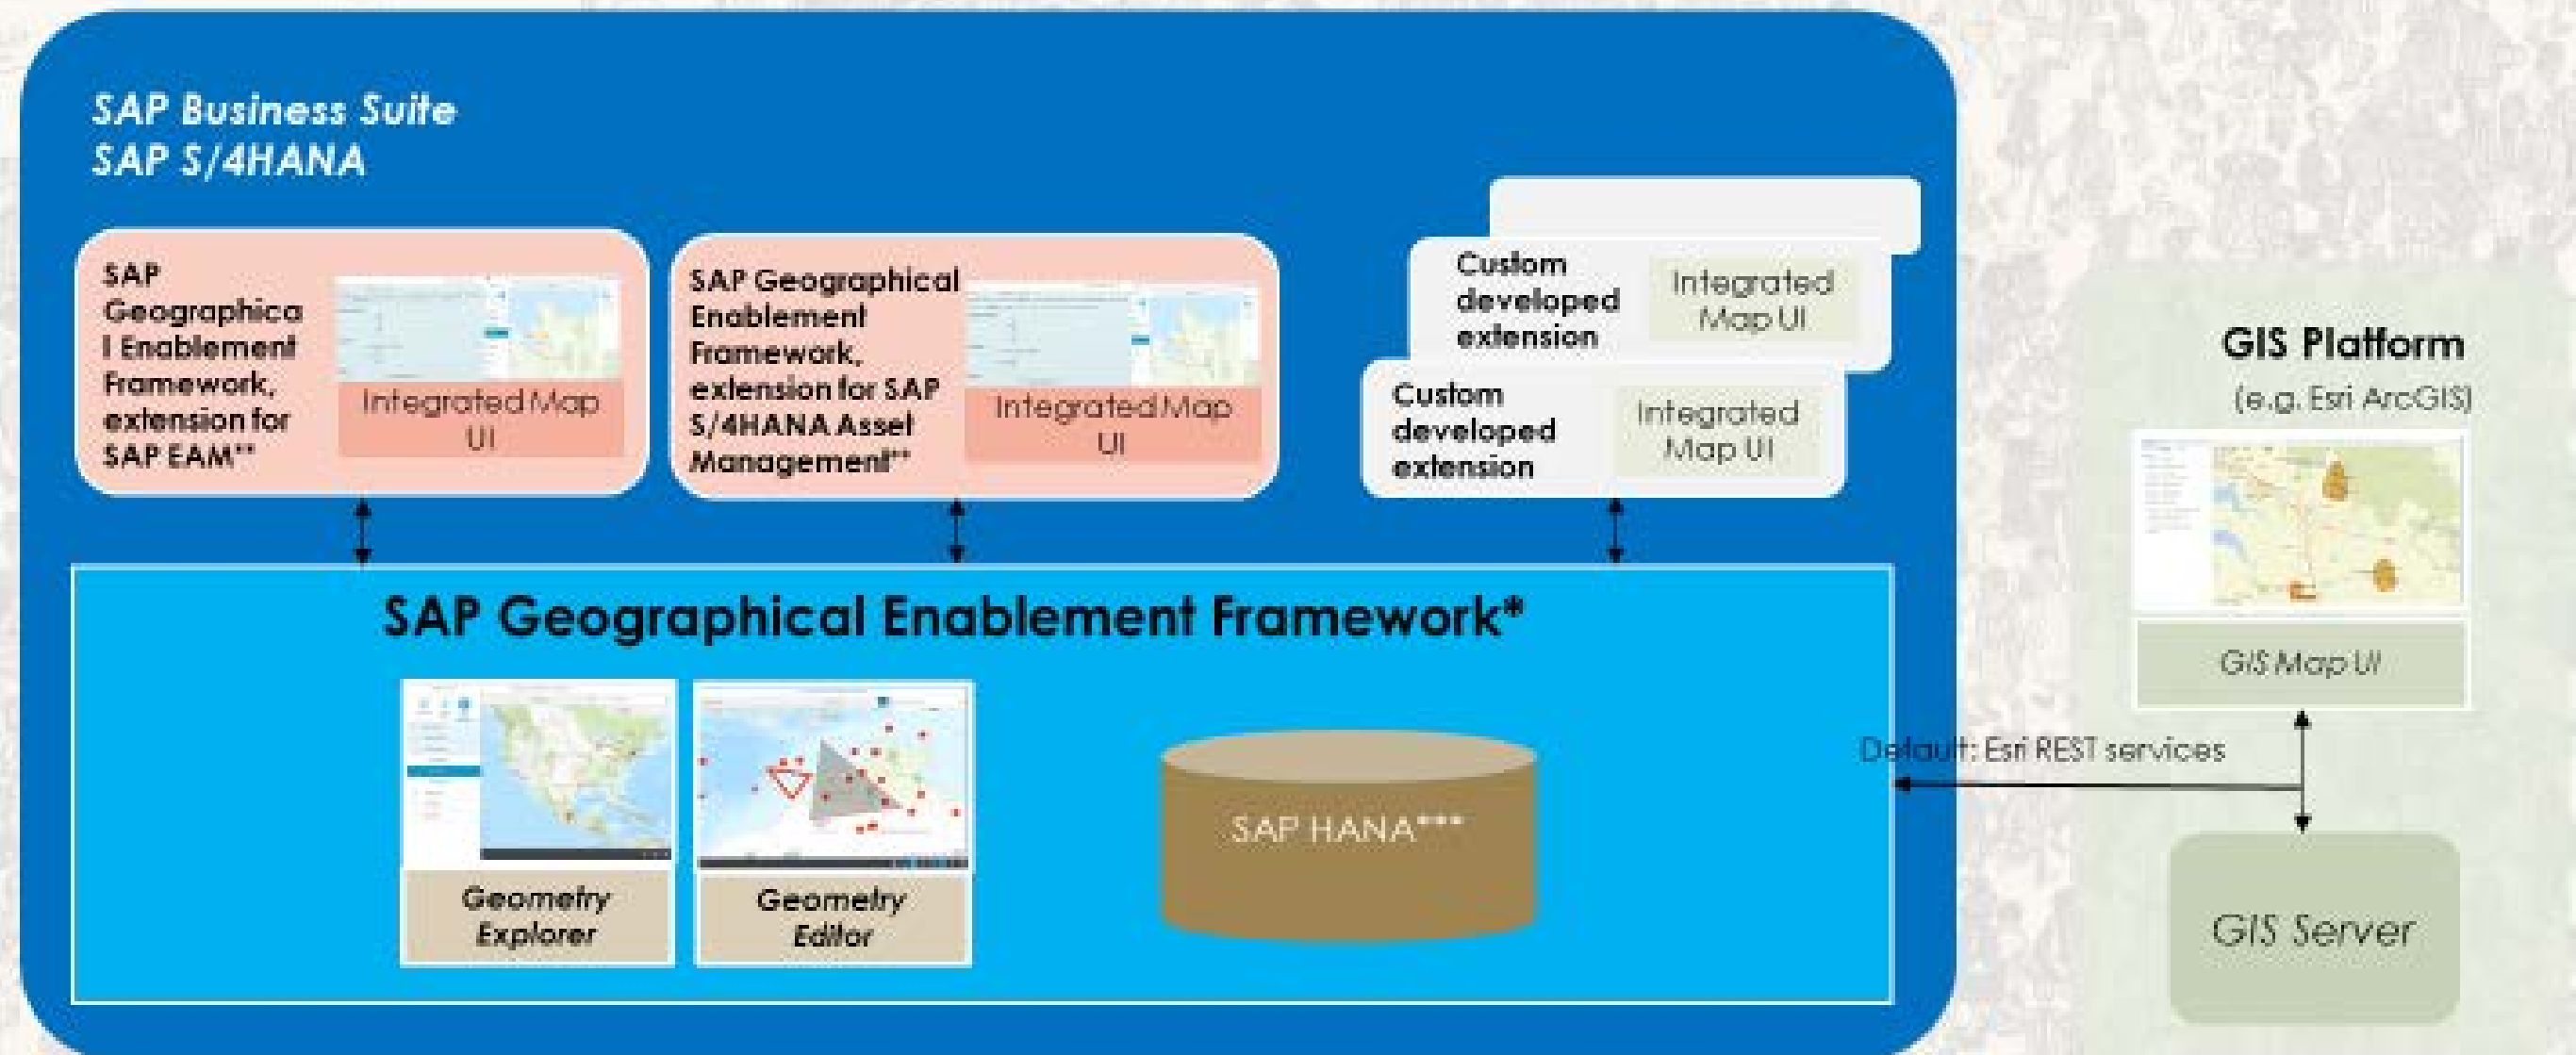 SAP Business Suite
SAP S/4HANA
SAP
Geographica
l Enablement
Framework,
extension for
SAP EAM**
Integrated Map
UI
SAP Geographical
Enablement
Framework,
extension for SAP
S/4HANA Asset
Management**
Integrated Map
UI
Custom
developed
extension
Integrated
Map UI
Custom
developed
extension
Integrated
Map UI
SAP Geographical Enablement Framework*
Geometry
Explorer
Geometry
Editor
SAP HANA***
Default: Esri REST services
GIS Platform
(e.g. Esri ArcGIS)
GIS Map UI
GIS Server